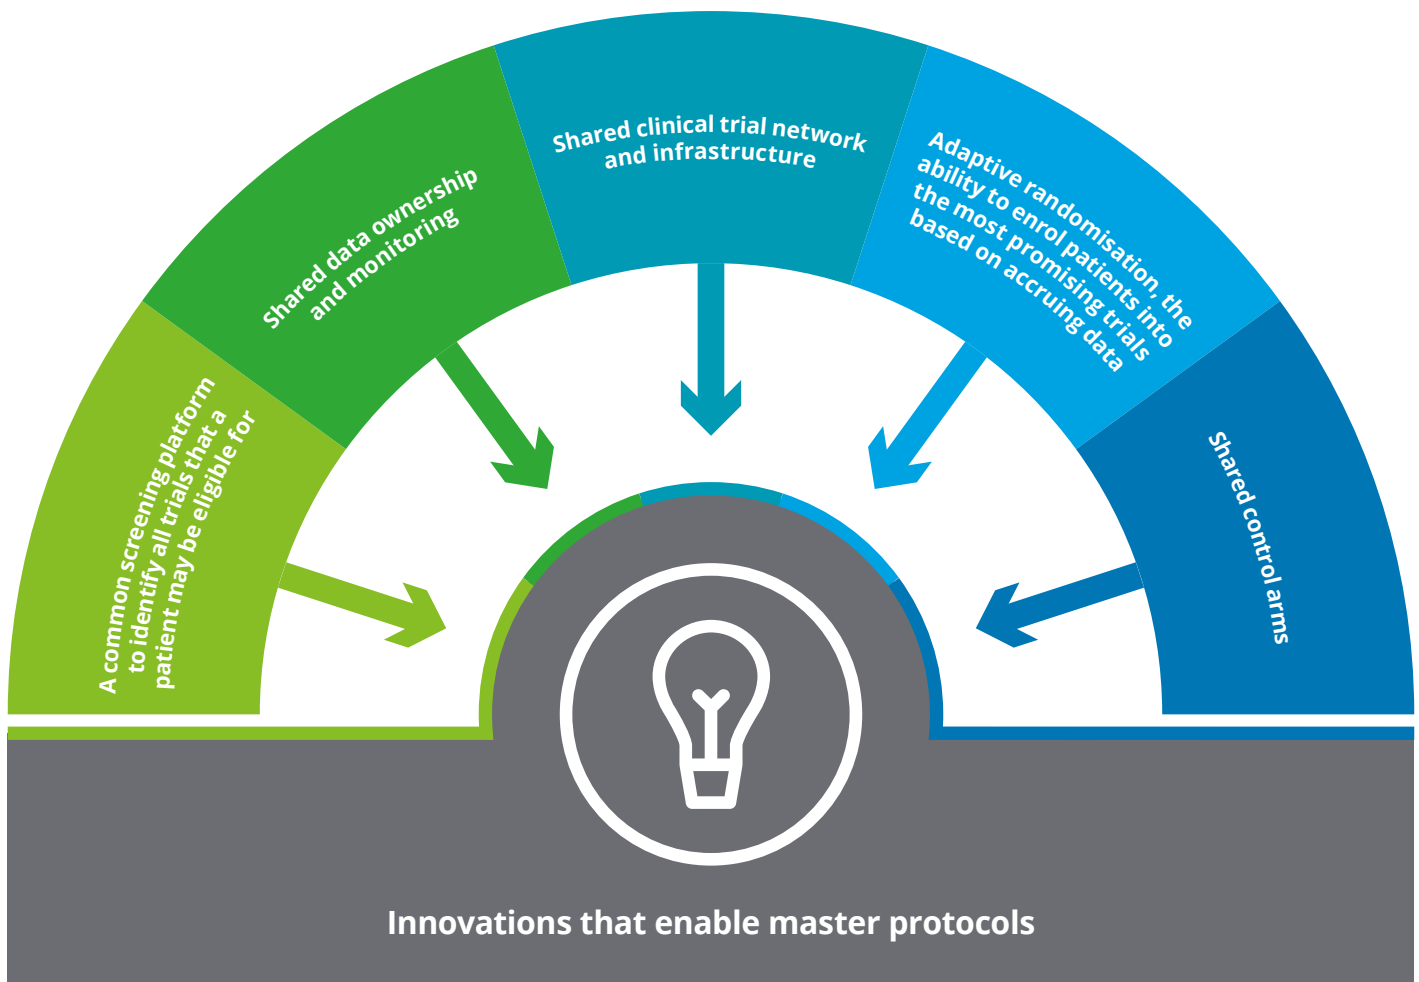 A common screening platform
to identify all trials that a
patient may be eligible for
Shared data ownership
and monitoring
Shared clinical trial network
and infrastructure
Adaptive randomisation, the
ability to enrol patients into
the most promising trials
based on accruing data
Shared control arms
Innovations that enable master protocols